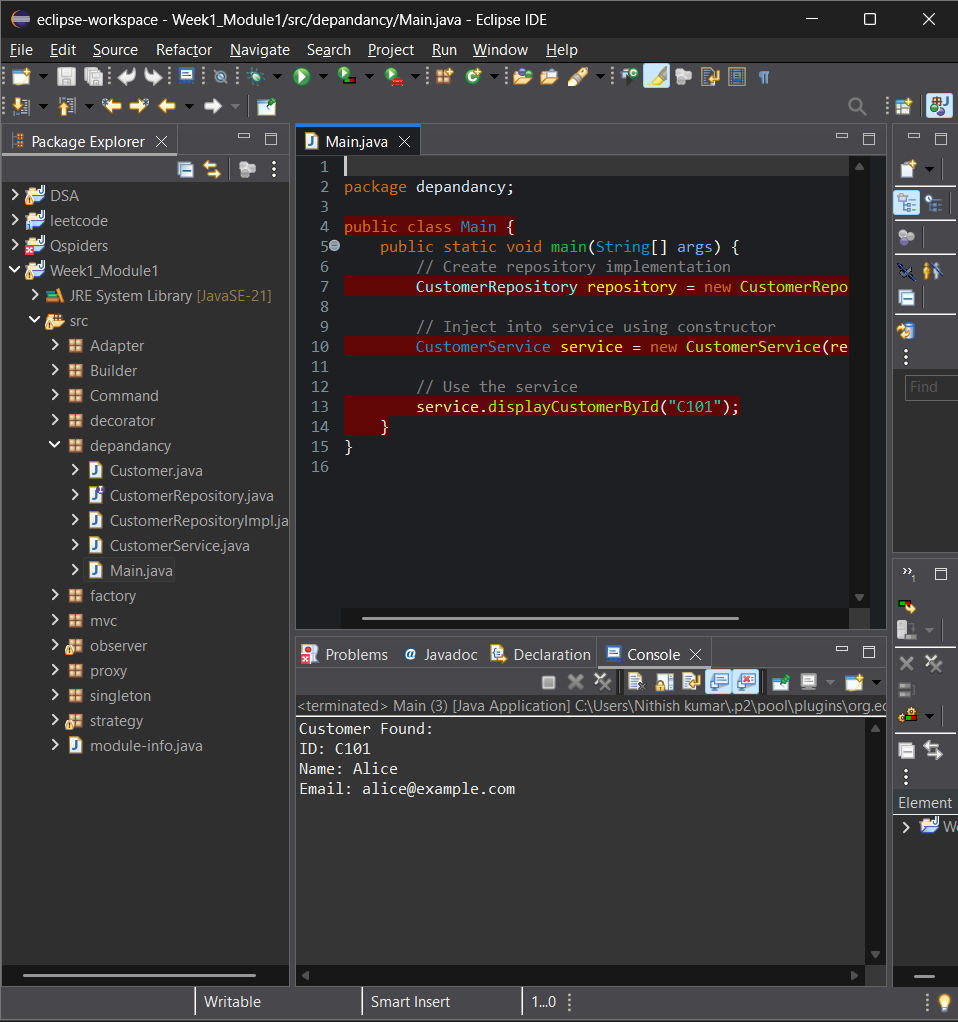 eclipse-workspace - Week1_Module1/src/depandancy/Main.java - Eclipse IDE
File Edit Source Refactor Navigate Search Project Run Window Help
Package Explorer
DSA
leetcode
Qspiders
Week1_Module1
JRE System Library [JavaSE-21]
src
Adapter
Builder
Command
decorator
depandancy
Customer.java
CustomerRepository.java
CustomerRepositoryImpl.ja
CustomerService.java
Main.java
factory
mvc
observer
proxy
singleton
strategy
module-info.java
Main.java
1
2 package depandancy;
3
4 public class Main {
5 public static void main(String[] args) {
6 // Create repository implementation
7 CustomerRepository repository = new CustomerRepo
8
9 // Inject into service using constructor
10 CustomerService service = new CustomerService(re
11
12 // Use the service
13 service.displayCustomerById("C101");
14 }
15 }
16
Problems Javadoc Declaration Console
<terminated> Main (3) [Java Application] C:\Users\Nithish kumar\.p2\pool\plugins\org.ec
Customer Found:
ID: C101
Name: Alice
Email: alice@example.com
Find
1
Element
We
Writable Smart Insert 1...0